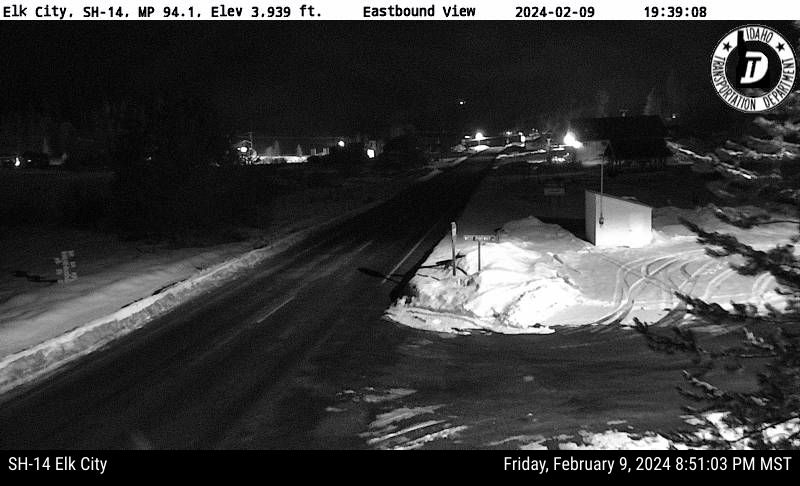 Elk City, SH-14, MP 94.1, Elev 3,939 ft. Eastbound View 2024-02-09 19:39:08
IDAHO
TRANSPORTATION DEPARTMENT
SH-14 Elk City Friday, February 9, 2024 8:51:03 PM MST